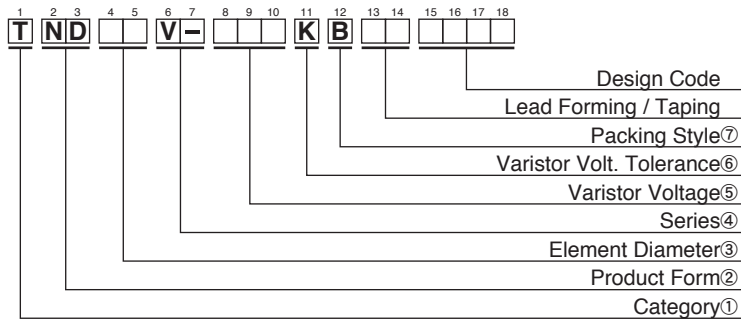 1 2 3 4 5 6 7 8 9 10 11 12 13 14 15 16 17 18
T ND V- K B
Design Code
Lead Forming / Taping
Packing Style⑦
Varistor Volt. Tolerance⑥
Varistor Voltage⑤
Series④
Element Diameter③
Product Form②
Category①